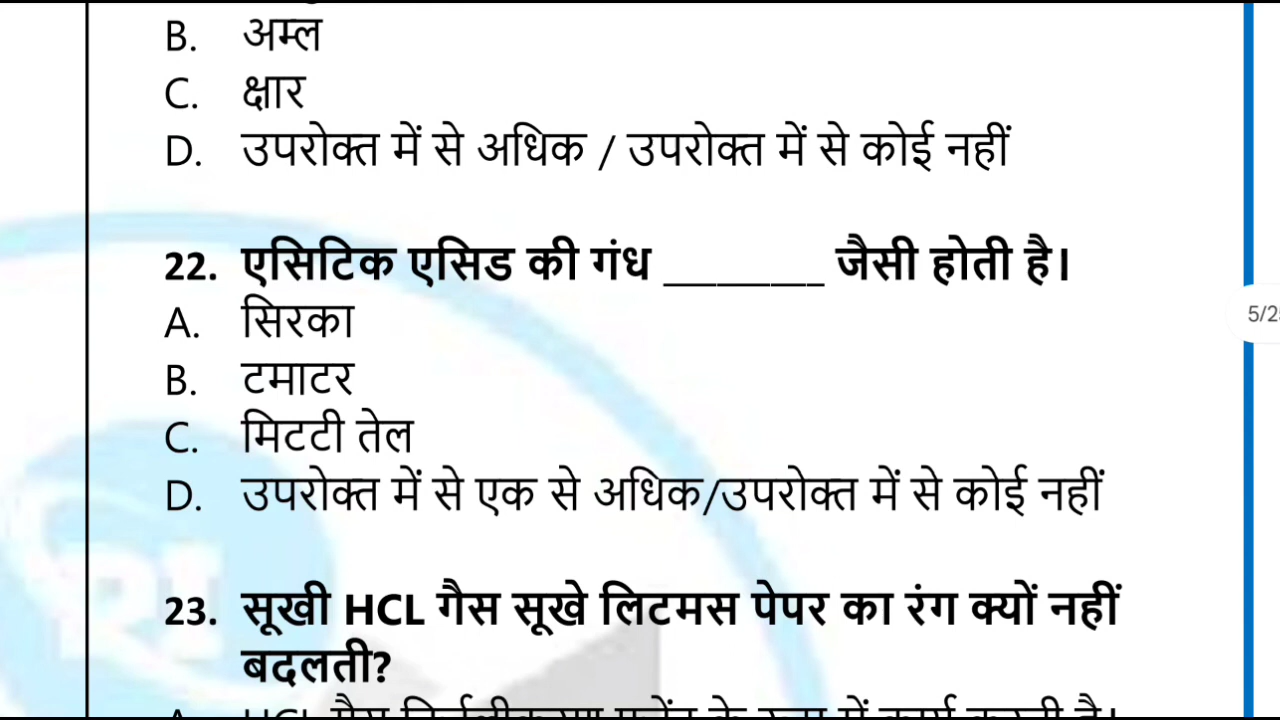 B. अम्ल
C. क्षार
D. उपरोक्त में से अधिक / उपरोक्त में से कोई नहीं
22. एसिटिक एसिड की गंध ________ जैसी होती है।
A. सिरका
B. टमाटर
C. मिटटी तेल
D. उपरोक्त में से एक से अधिक/उपरोक्त में से कोई नहीं
5/2
23. सूखी HCL गैस सूखे लिटमस पेपर का रंग क्यों नहीं
बदलती?